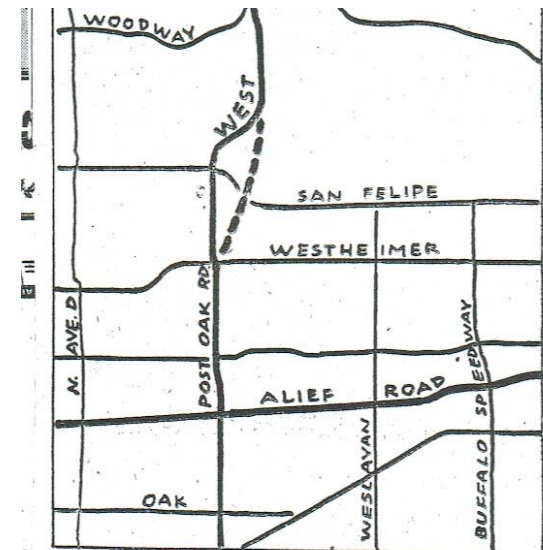 WOODWAY
WEST
SAN FELIPE
WESTHEIMER
N. AVE. D
POST OAK RD
BUFFALO SPEEDWAY
ALIEF ROAD
WESLAYAN
OAK